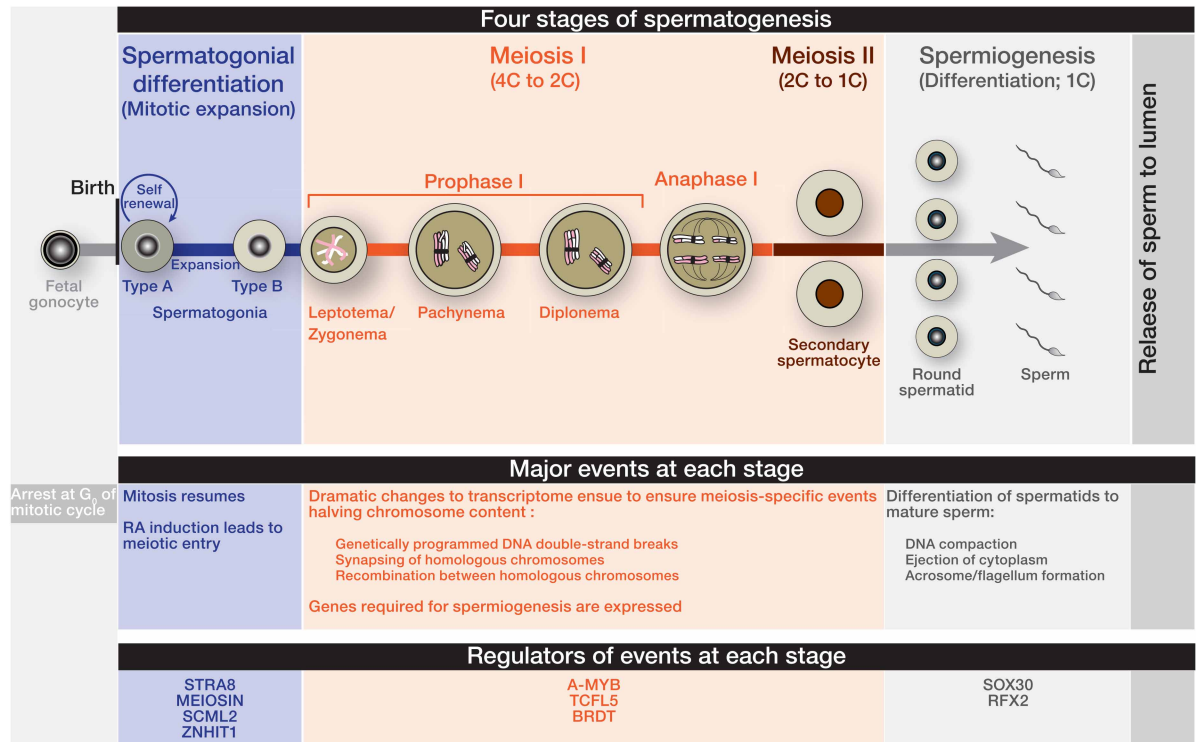 Four stages of spermatogenesis
Spermatogonial
differentiation
(Mitotic expansion)
Meiosis I
(4C to 2C)
Meiosis II
(2C to 1C)
Spermiogenesis
(Differentiation; 1C)
Relaese of sperm to lumen
Birth
Self
renewal
Prophase I
Anaphase I
Expansion
Fetal
gonocyte
Type A
Type B
Spermatogonia
Leptotema/
Zygonema
Pachynema
Diplonema
Secondary
spermatocyte
Round
spermatid
Sperm
Major events at each stage
Arrest at G0 of
mitotic cycle
Mitosis resumes
RA induction leads to
meiotic entry
Dramatic changes to transcriptome ensue to ensure meiosis-specific events
halving chromosome content :
Genetically programmed DNA double-strand breaks
Synapsing of homologous chromosomes
Recombination between homologous chromosomes
Genes required for spermiogenesis are expressed
Differentiation of spermatids to
mature sperm:
DNA compaction
Ejection of cytoplasm
Acrosome/flagellum formation
Regulators of events at each stage
STRA8
MEIOSIN
SCML2
ZNHIT1
A-MYB
TCFL5
BRDT
SOX30
RFX2